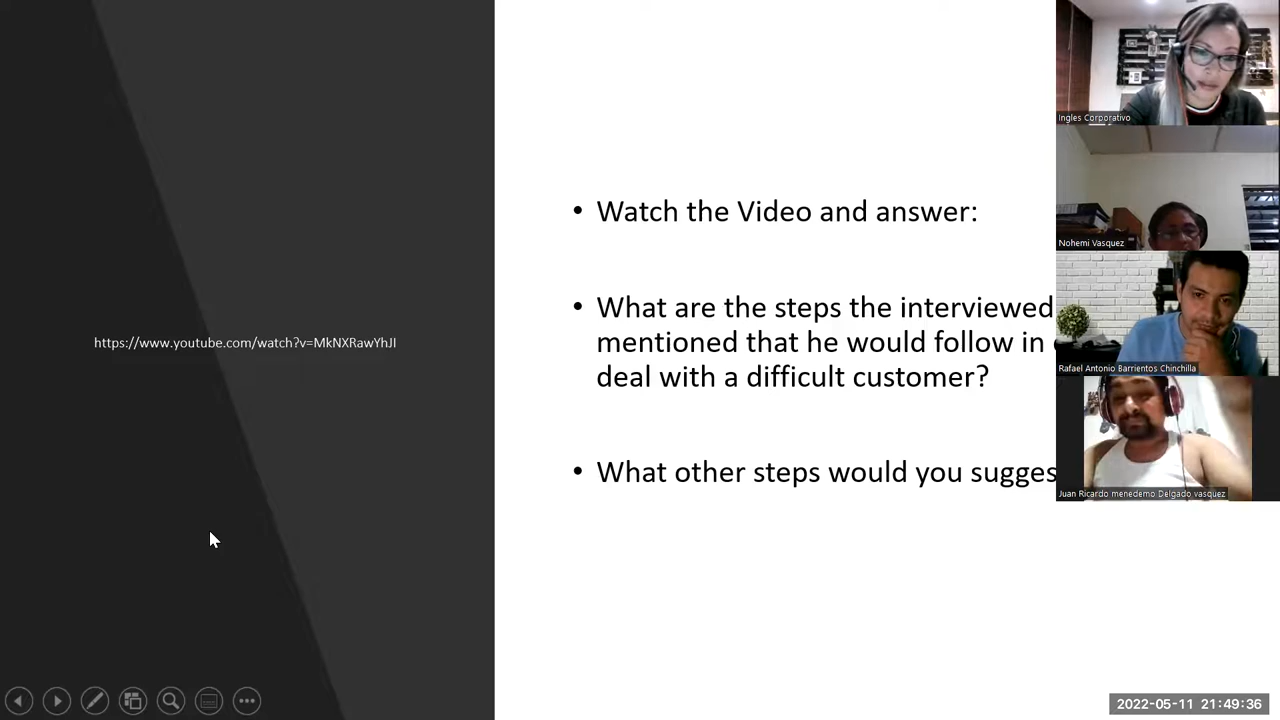 https://www.youtube.com/watch?v=MkNXRawYhJI
• Watch the Video and answer:
• What are the steps the interviewed
mentioned that he would follow in
deal with a difficult customer?
• What other steps would you
Ingles Corporativo
Nohemi Vasquez
Rafael Antonio Barrientos Chinchilla
Juan Ricardo menedemo Delgado vasquez
2022-05-11 21:49:36